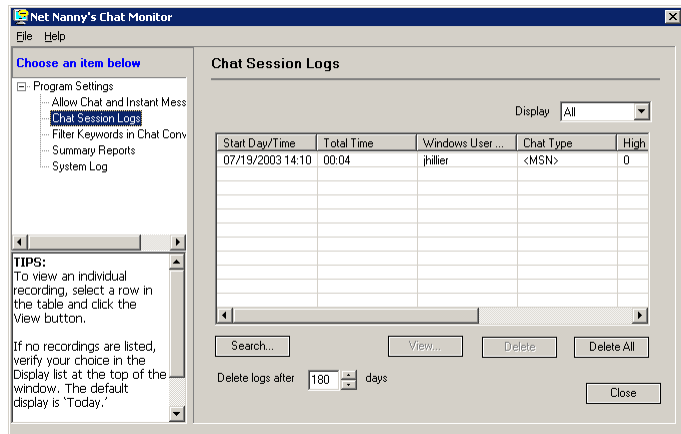 Net Nanny's Chat Monitor
File Help
Choose an item below
Program Settings
Allow Chat and Instant Mess
Chat Session Logs
Filter Keywords in Chat Conv
Summary Reports
System Log
TIPS:
To view an individual
recording, select a row in
the table and click the
View button.
If no recordings are listed,
verify your choice in the
Display list at the top of the
window. The default
display is 'Today.'
Chat Session Logs
Display All
Start Day/Time Total Time Windows User ... Chat Type High
07/19/2003 14:10 00:04 jhillier <MSN> 0
Search... View... Delete Delete All
Delete logs after 180 days
Close